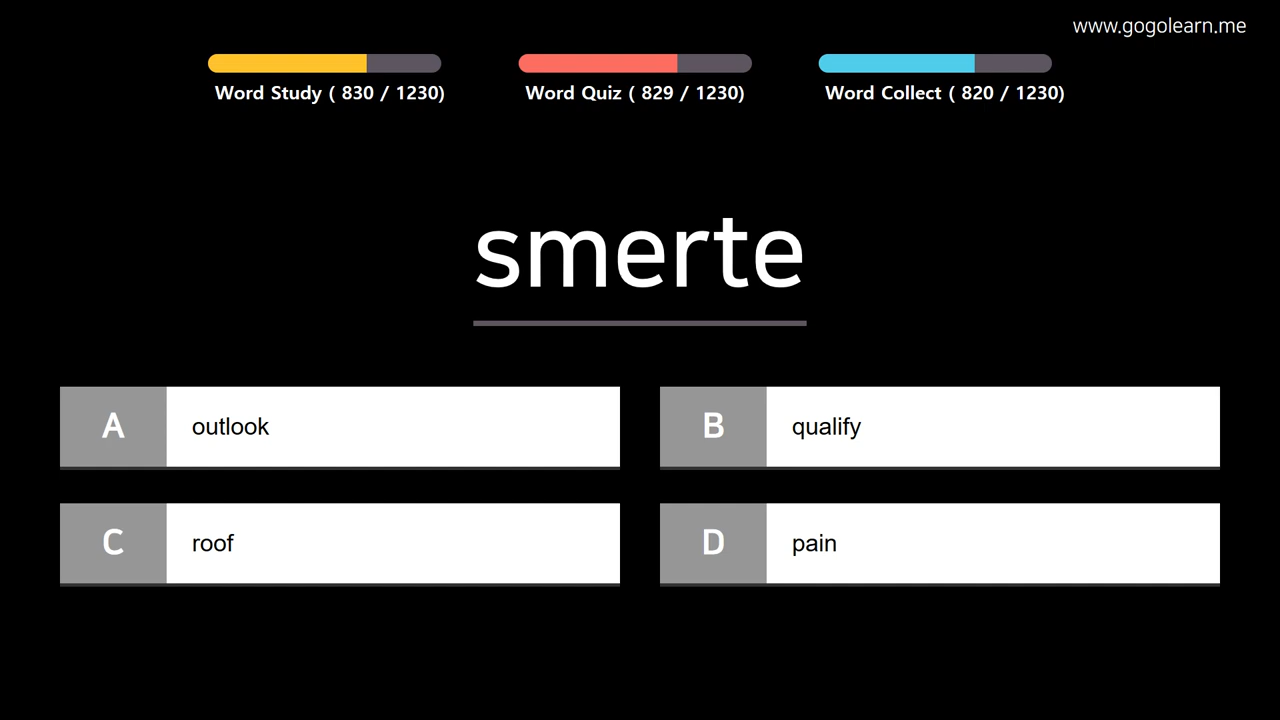 www.gogolearn.me
Word Study ( 830 / 1230)
Word Quiz ( 829 / 1230)
Word Collect ( 820 / 1230)
smerte
A outlook
B qualify
C roof
D pain